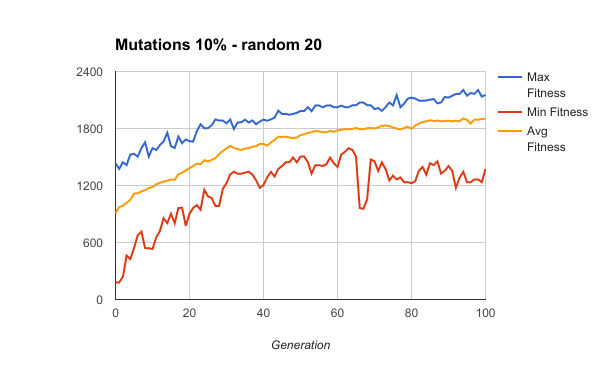 Mutations 10% - random 20
2400
1800
1200
600
0
0 20 40 60 80 100
Generation
Max
Fitness
Min Fitness
Avg
Fitness